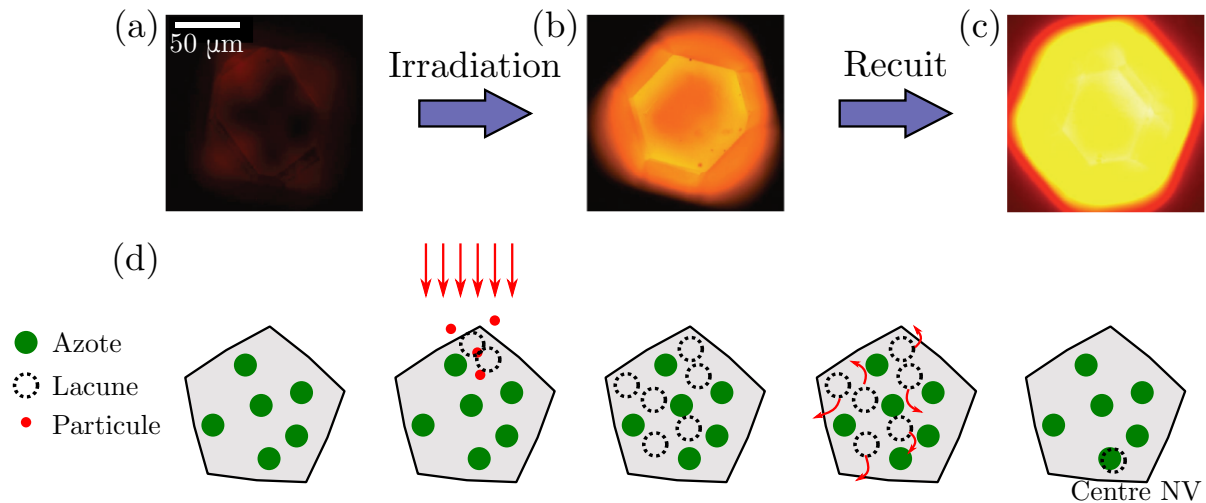 (a)
50 μm
Irradiation
(b)
Recuit
(c)
(d)
Azote
Lacune
Particule
Centre NV